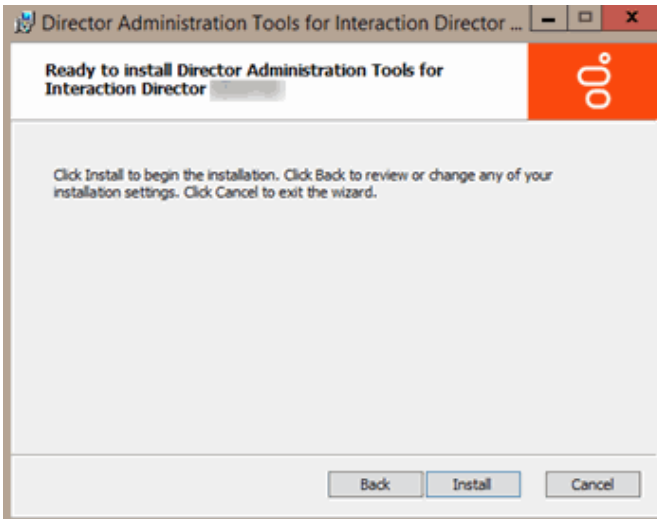 Director Administration Tools for Interaction Director ...
Ready to install Director Administration Tools for
Interaction Director
Click Install to begin the installation. Click Back to review or change any of your
installation settings. Click Cancel to exit the wizard.
Back
Install
Cancel